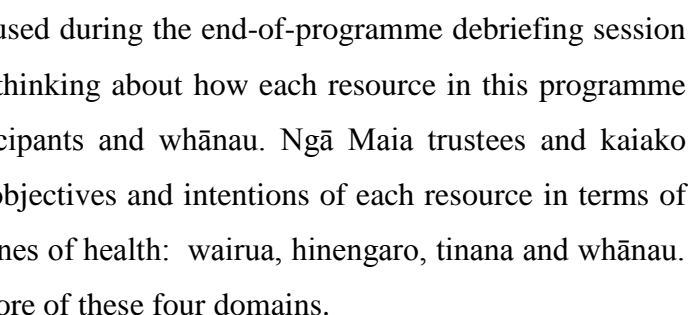 used during the end-of-programme debriefing session
thinking about how each resource in this programme
cipants and whānau. Ngā Maia trustees and kaiako
objectives and intentions of each resource in terms of
nes of health: wairua, hinengaro, tinana and whānau.
ore of these four domains.